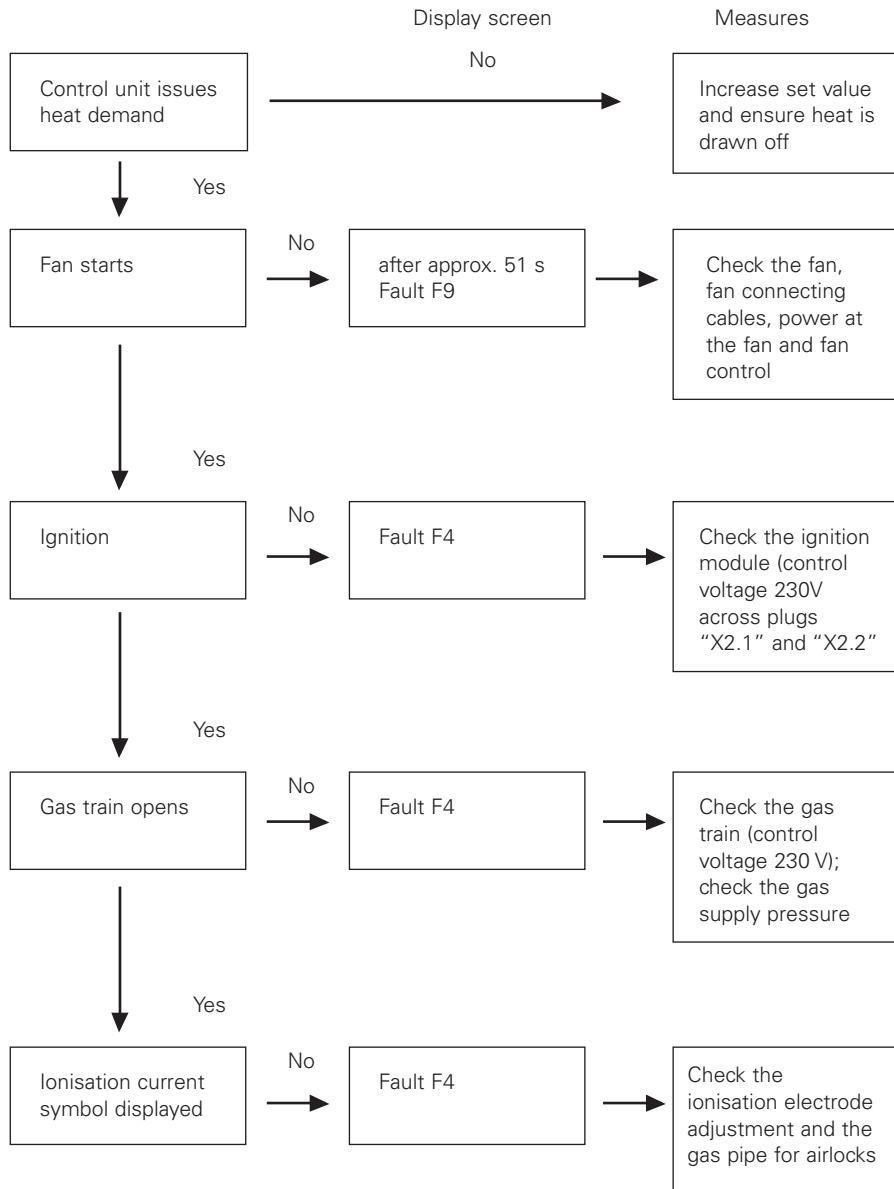 Display screen
Measures
Control unit issues
heat demand
No
Increase set value
and ensure heat is
drawn off
Yes
Fan starts
No
after approx. 51 s
Fault F9
Check the fan,
fan connecting
cables, power at
the fan and fan
control
Yes
Ignition
No
Fault F4
Check the ignition
module (control
voltage 230V
across plugs
“X2.1” and “X2.2”
Yes
Gas train opens
No
Fault F4
Check the gas
train (control
voltage 230 V);
check the gas
supply pressure
Yes
Ionisation current
symbol displayed
No
Fault F4
Check the
ionisation electrode
adjustment and the
gas pipe for airlocks